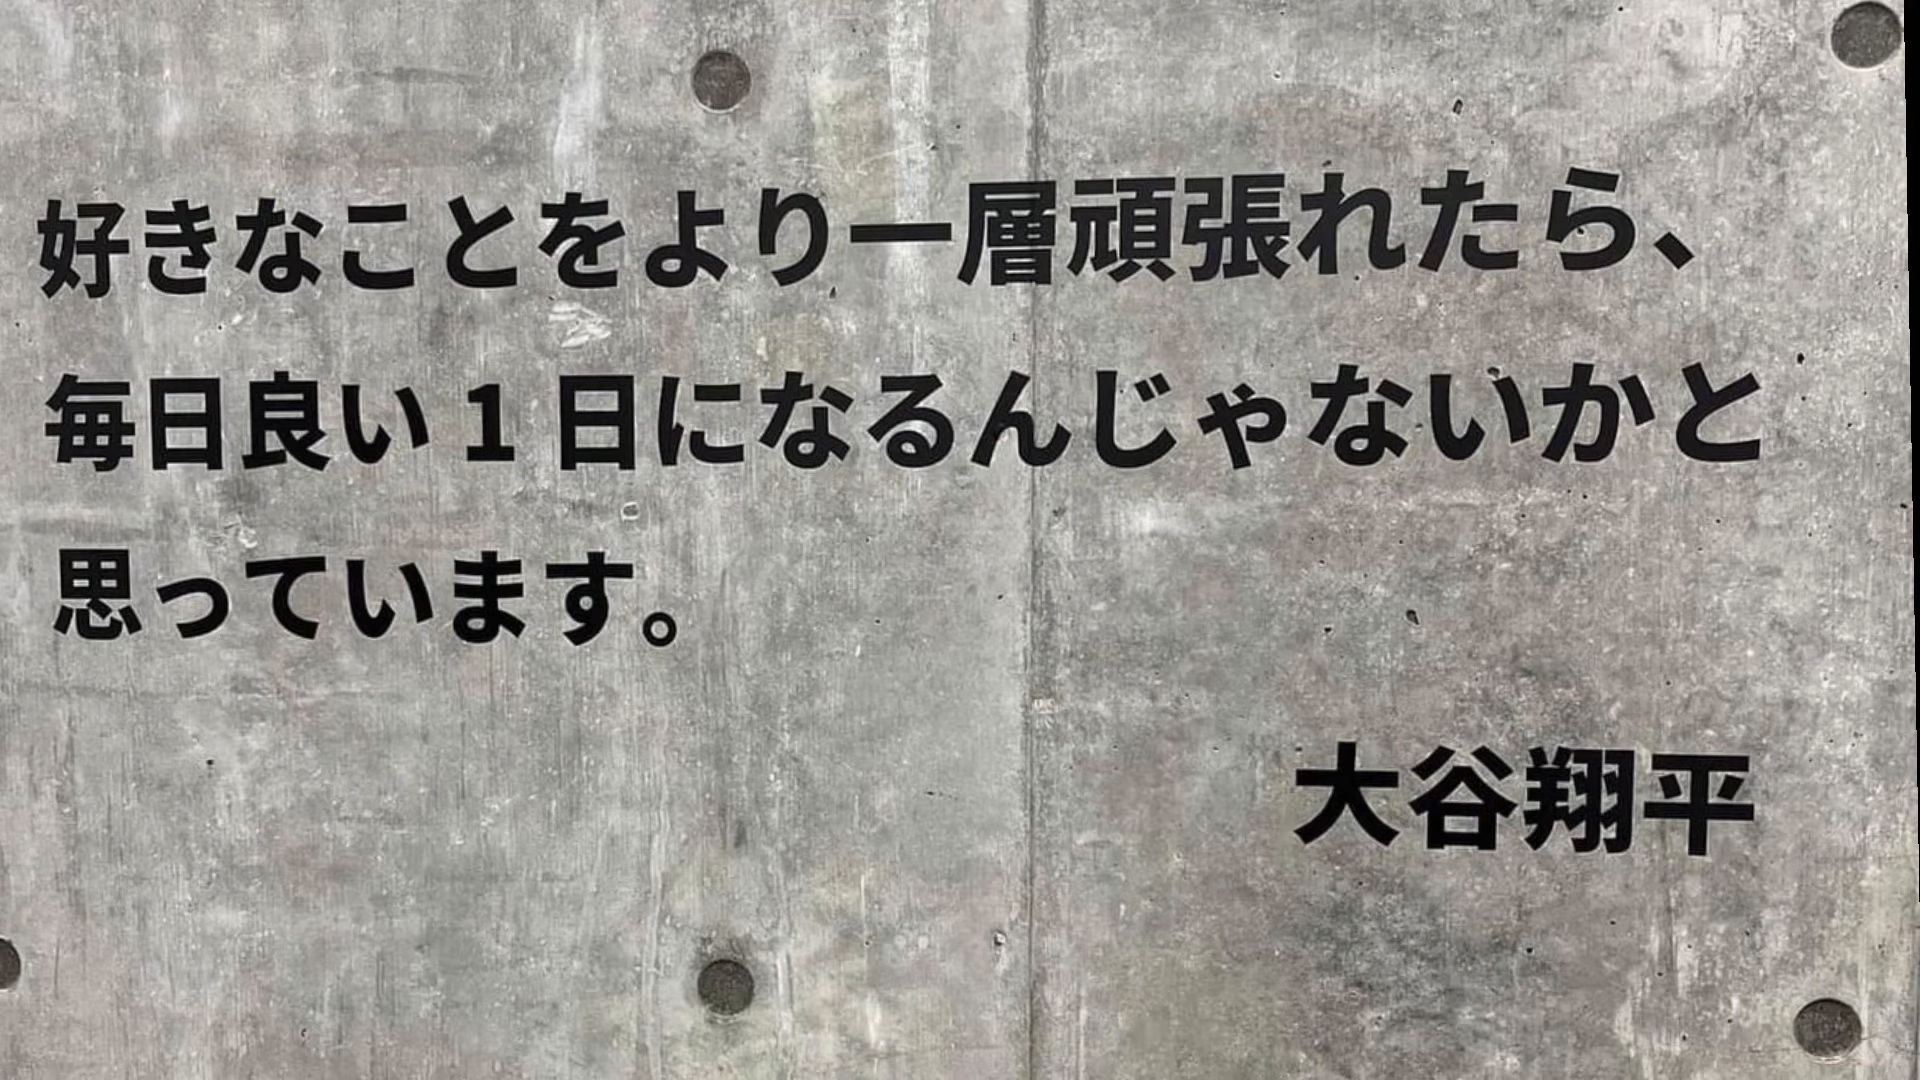 好きなことをより一層頑張れたら、
毎日良い1日になるんじゃないかと
思っています。
大谷翔平